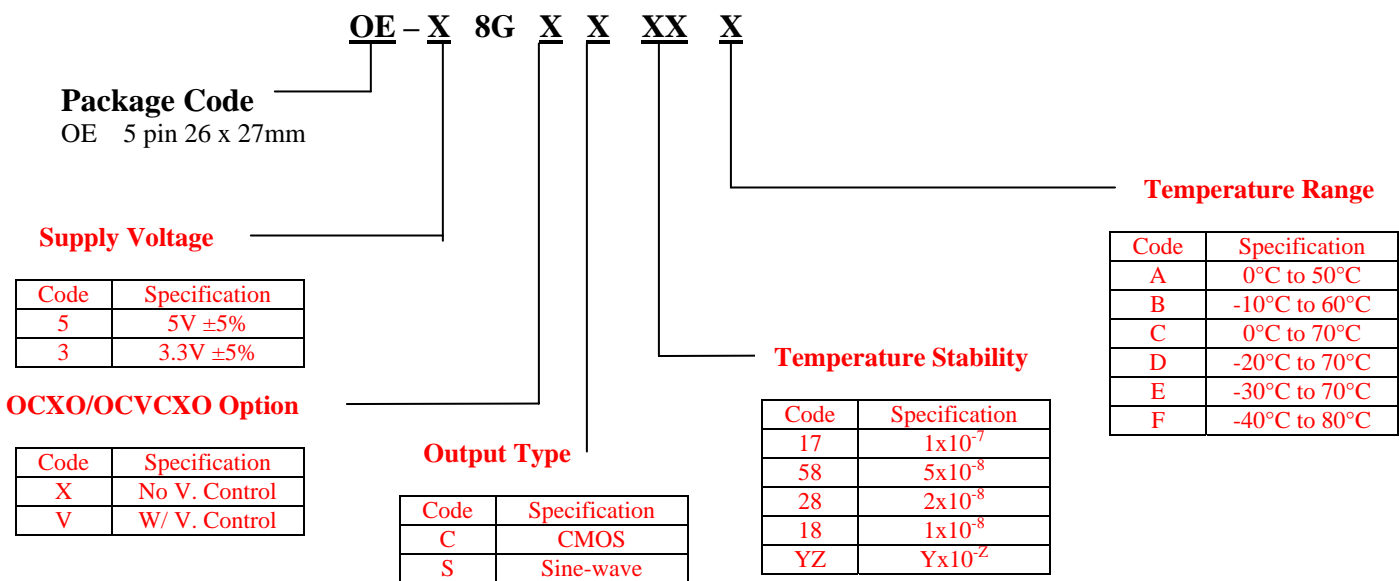 OE – X 8G X X XX X
Package Code
OE 5 pin 26 x 27mm
Supply Voltage
Code Specification
5 5V ±5%
3 3.3V ±5%
OCXO/OCVCXO Option
Code Specification
X No V. Control
V W/ V. Control
Output Type
Code Specification
C CMOS
S Sine-wave
Temperature Stability
Code Specification
17 1x10⁻⁷
58 5x10⁻⁸
28 2x10⁻⁸
18 1x10⁻⁸
YZ Yx10⁻ᶻ
Temperature Range
Code Specification
A 0°C to 50°C
B -10°C to 60°C
C 0°C to 70°C
D -20°C to 70°C
E -30°C to 70°C
F -40°C to 80°C